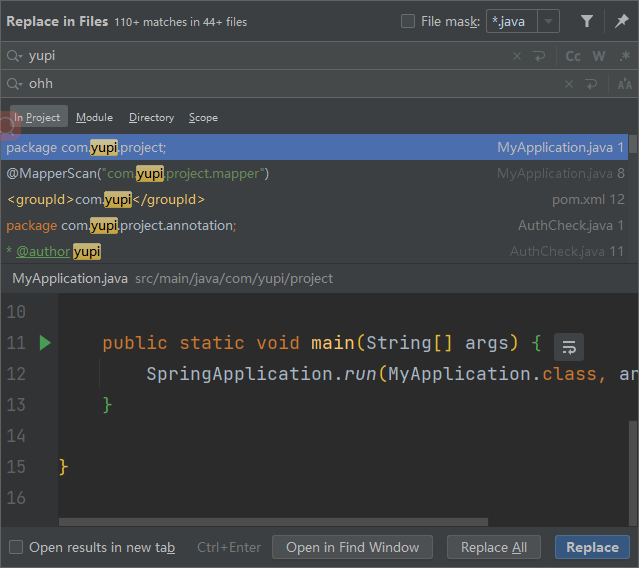 Replace in Files 110+ matches in 44+ files File mask: *.java
yupi Cc W .*
ohh
In Project Module Directory Scope
package com.yupi.project; MyApplication.java 1
@MapperScan("com.yupi.project.mapper") MyApplication.java 8
<groupId>com.yupi</groupId> pom.xml 12
package com.yupi.project.annotation; AuthCheck.java 1
* @author yupi AuthCheck.java 11
MyApplication.java src/main/java/com/yupi/project
10
11 public static void main(String[] args) {
12 SpringApplication.run(MyApplication.class, ar
13 }
14
15 }
16
Open results in new tab Ctrl+Enter Open in Find Window Replace All Replace